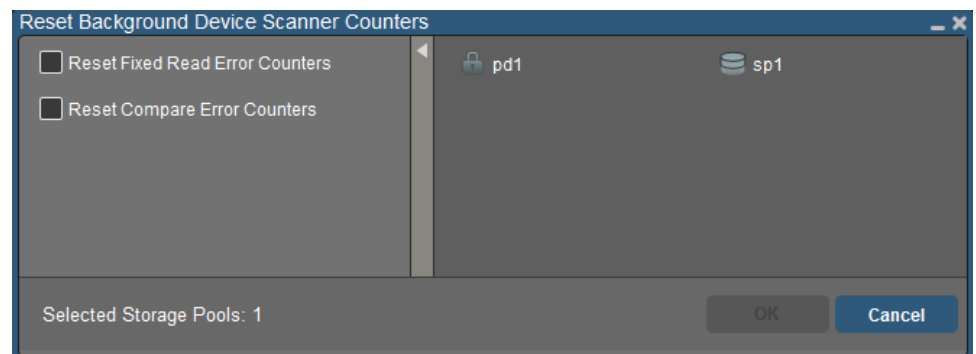 Reset Background Device Scanner Counters
Reset Fixed Read Error Counters
Reset Compare Error Counters
pd1
sp1
Selected Storage Pools: 1
OK
Cancel